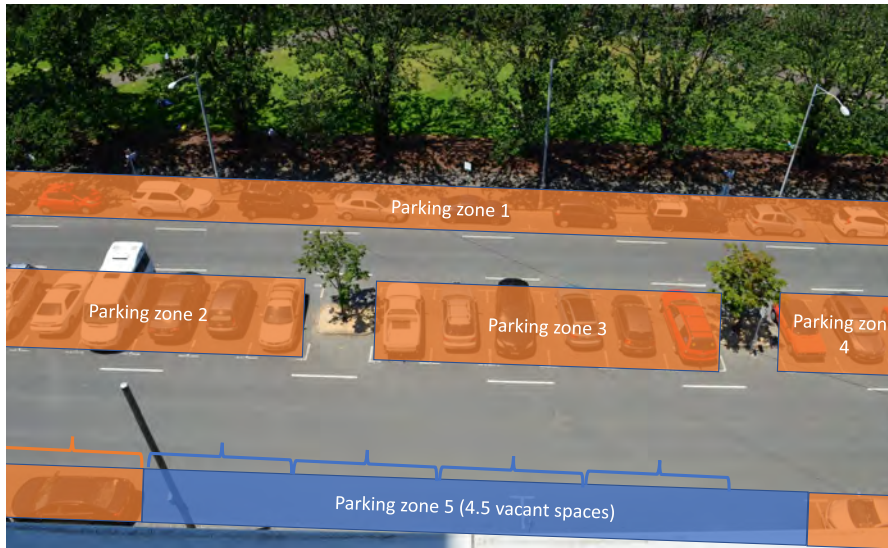 Parking zone 1
Parking zone 2
Parking zone 3
Parking zon
4
Parking zone 5 (4.5 vacant spaces)